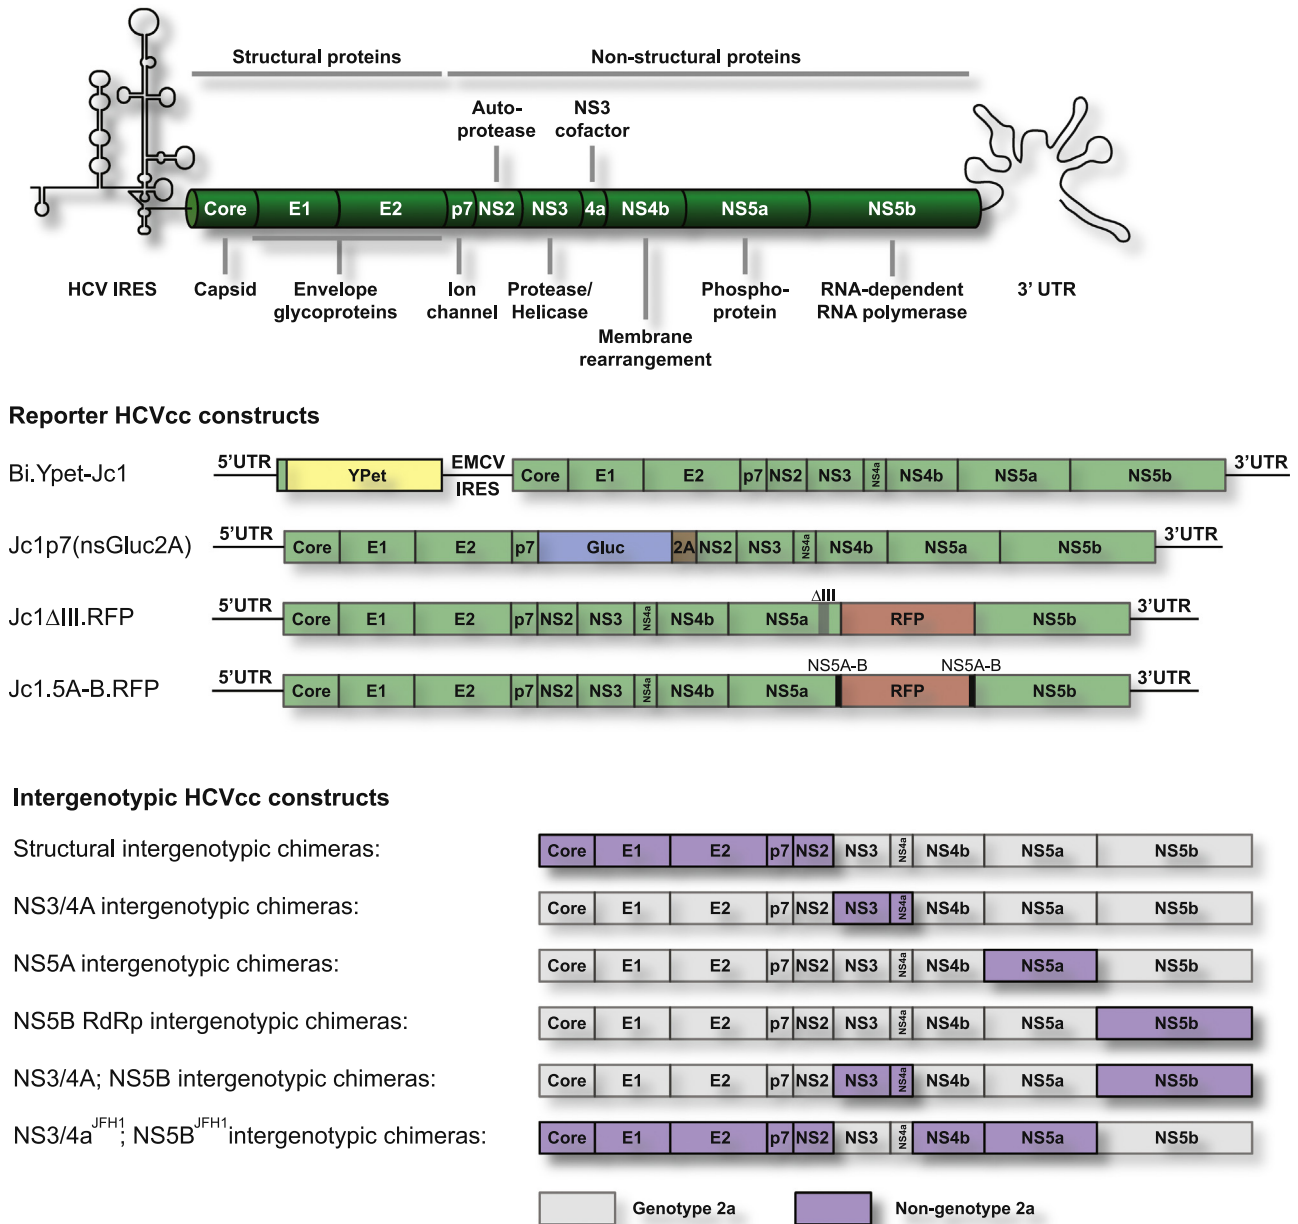 Structural proteins
Non-structural proteins
Auto-
protease
NS3
cofactor
Core E1 E2 p7 NS2 NS3 4a NS4b NS5a NS5b
HCV IRES
Capsid
Envelope
glycoproteins
Ion
channel
Protease/
Helicase
Membrane
rearrangement
Phospho-
protein
RNA-dependent
RNA polymerase
3’ UTR
Reporter HCVcc constructs
Bi.Ypet-Jc1
5’UTR YPet EMCV
IRES
Core E1 E2 p7 NS2 NS3 NS4a NS4b NS5a NS5b 3’UTR
Jc1p7(nsGluc2A)
5’UTR Core E1 E2 p7 Gluc 2A NS2 NS3 NS4a NS4b NS5a NS5b 3’UTR
Jc1ΔIII.RFP
ΔIII
5’UTR Core E1 E2 p7 NS2 NS3 NS4a NS4b NS5a RFP NS5b 3’UTR
Jc1.5A-B.RFP
NS5A-B NS5A-B
5’UTR Core E1 E2 p7 NS2 NS3 NS4a NS4b NS5a RFP NS5b 3’UTR
Intergenotypic HCVcc constructs
Structural intergenotypic chimeras:
Core E1 E2 p7 NS2 NS3 NS4a NS4b NS5a NS5b
NS3/4A intergenotypic chimeras:
Core E1 E2 p7 NS2 NS3 NS4a NS4b NS5a NS5b
NS5A intergenotypic chimeras:
Core E1 E2 p7 NS2 NS3 NS4a NS4b NS5a NS5b
NS5B RdRp intergenotypic chimeras:
Core E1 E2 p7 NS2 NS3 NS4a NS4b NS5a NS5b
NS3/4A; NS5B intergenotypic chimeras:
Core E1 E2 p7 NS2 NS3 NS4a NS4b NS5a NS5b
NS3/4a^JFH1; NS5B^JFH1 intergenotypic chimeras:
Core E1 E2 p7 NS2 NS3 NS4a NS4b NS5a NS5b
Genotype 2a
Non-genotype 2a